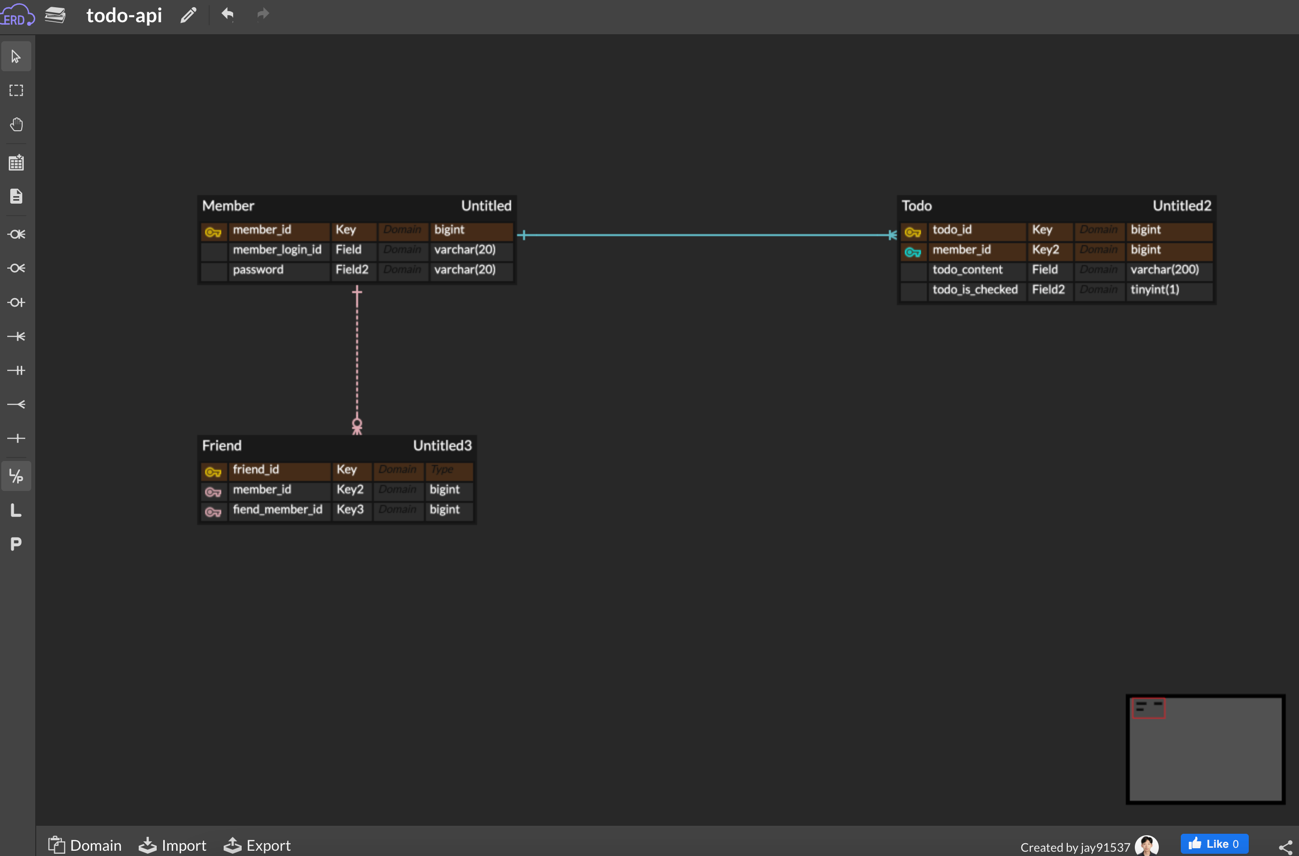 ERD
todo-api
Member Untitled
member_id Key Domain bigint
member_login_id Field Domain varchar(20)
password Field2 Domain varchar(20)
Todo Untitled2
todo_id Key Domain bigint
member_id Key2 Domain bigint
todo_content Field Domain varchar(200)
todo_is_checked Field2 Domain tinyint(1)
Friend Untitled3
friend_id Key Domain Type
member_id Key2 Domain bigint
fiend_member_id Key3 Domain bigint
L/P
L
P
Domain Import Export
Created by jay91537
Like 0